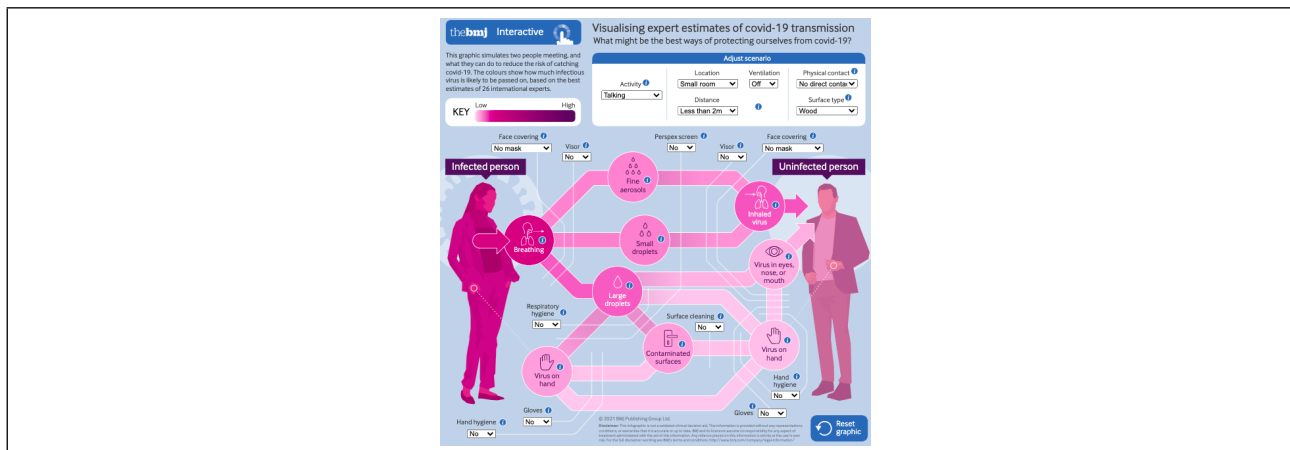 thebmj Interactive
Visualising expert estimates of covid-19 transmission
What might be the best ways of protecting ourselves from covid-19?
This graphic simulates two people meeting, and
what they can do to reduce the risk of catching
covid-19. The colours show how much infectious
virus is likely to be passed on, based on the best
estimates of 26 international experts.
KEY
Low
High
Adjust scenario
Activity
Talking
Location
Small room
Ventilation
Off
Distance
Less than 2m
Physical contact
No direct contac
Surface type
Wood
Face covering
No mask
Visor
No
Perspex screen
No
Visor
No
Face covering
No mask
Infected person
Uninfected person
Fine
aerosols
Inhaled
virus
Breathing
Small
droplets
Virus in eyes,
nose, or
mouth
Large
droplets
Respiratory
hygiene
No
Surface cleaning
No
Virus on
hand
Contaminated
surfaces
Virus on
hand
Hand
hygiene
No
Gloves
No
Gloves
No
Hand hygiene
No
© 2021 BMJ Publishing Group Ltd.
Reset
graphic